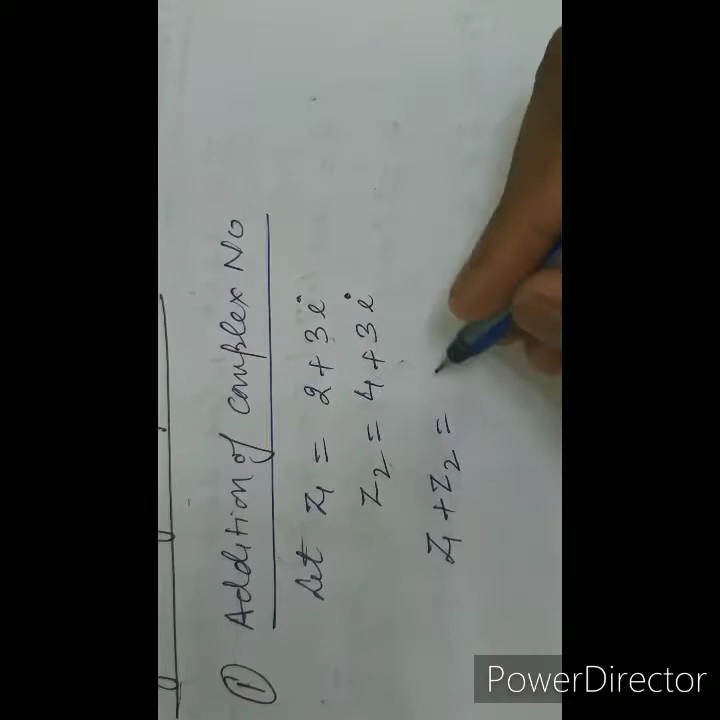 ① Addition of complex No
Let Z1 = 2+3i
Z2 = 4+3i
Z1+Z2 =
PowerDirector